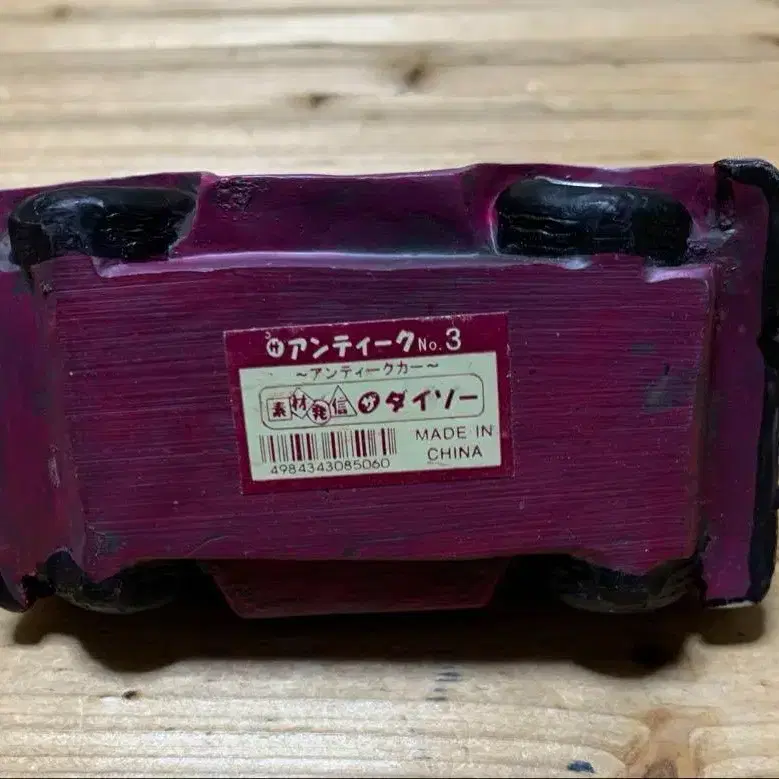 ザアンティークNo.3
～アンティークカー～
素材発信 ザダイソー
4984343085060
MADE IN
CHINA